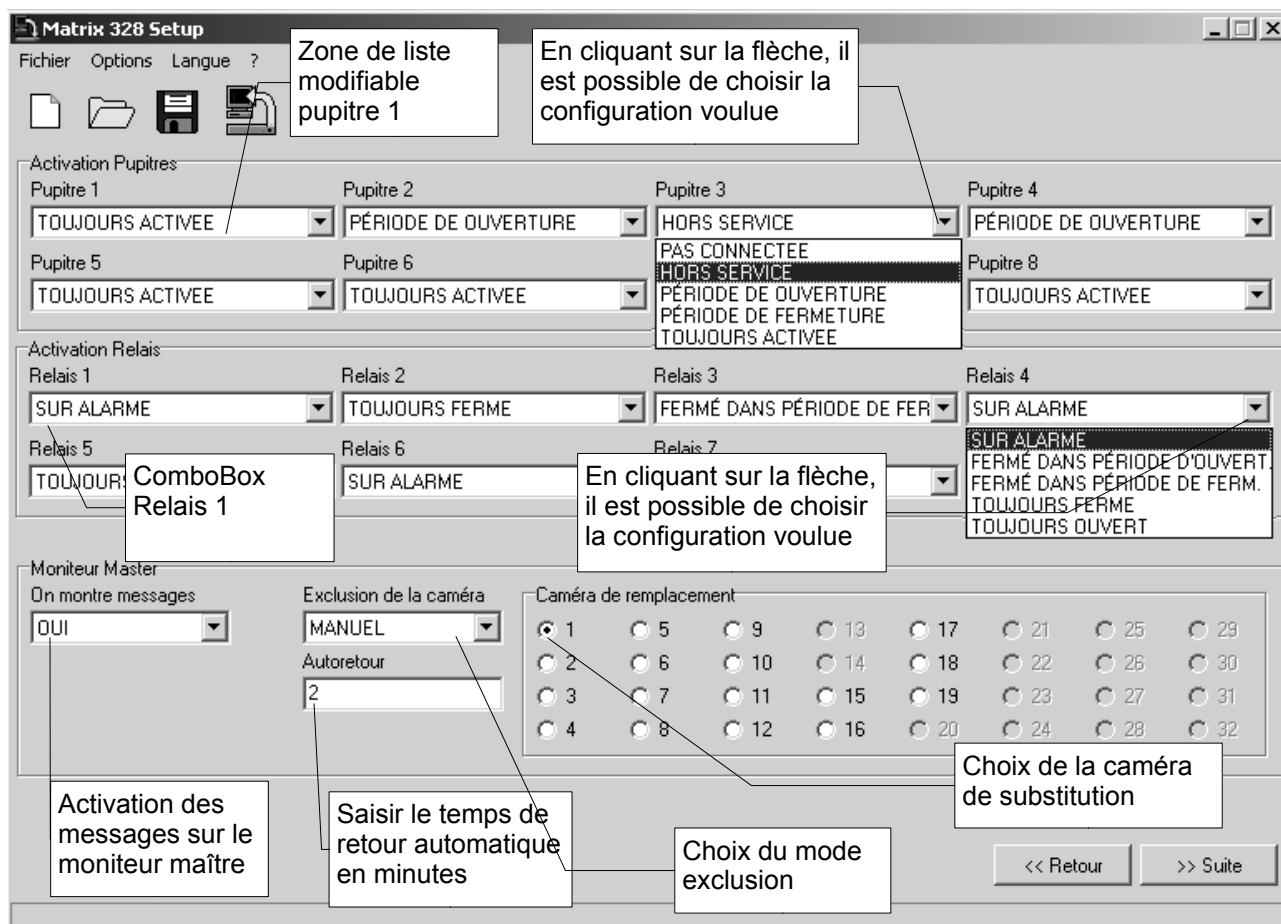 Matrix 328 Setup
Fichier Options Langue ?
Zone de liste
modifiable
pupitre 1
En cliquant sur la flèche, il
est possible de choisir la
configuration voulue
Activation Pupitres
Pupitre 1 Pupitre 2 Pupitre 3 Pupitre 4
TOUJOURS ACTIVEE PÉRIODE DE OUVERTURE HORS SERVICE PÉRIODE DE OUVERTURE
PAS CONNECTEE
HORS SERVICE
PÉRIODE DE OUVERTURE
PÉRIODE DE FERMETURE
TOUJOURS ACTIVEE
Pupitre 5 Pupitre 6 Pupitre 8
TOUJOURS ACTIVEE TOUJOURS ACTIVEE TOUJOURS ACTIVEE
Activation Relais
Relais 1 Relais 2 Relais 3 Relais 4
SUR ALARME TOUJOURS FERME FERMÉ DANS PÉRIODE DE FER SUR ALARME
SUR ALARME
FERMÉ DANS PÉRIODE D'OUVERT.
FERMÉ DANS PÉRIODE DE FERM.
TOUJOURS FERME
TOUJOURS OUVERT
Relais 5 Relais 6 Relais 7
TOUJOURS SUR ALARME
ComboBox
Relais 1
En cliquant sur la flèche,
il est possible de choisir
la configuration voulue
Moniteur Master
On montre messages Exclusion de la caméra Caméra de remplacement
OUI MANUEL
Autoretour
2
1 5 9 13 17 21 25 29
2 6 10 14 18 22 26 30
3 7 11 15 19 23 27 31
4 8 12 16 20 24 28 32
Activation des
messages sur le
moniteur maître
Saisir le temps de
retour automatique
en minutes
Choix du mode
exclusion
Choix de la caméra
de substitution
<< Retour >> Suite